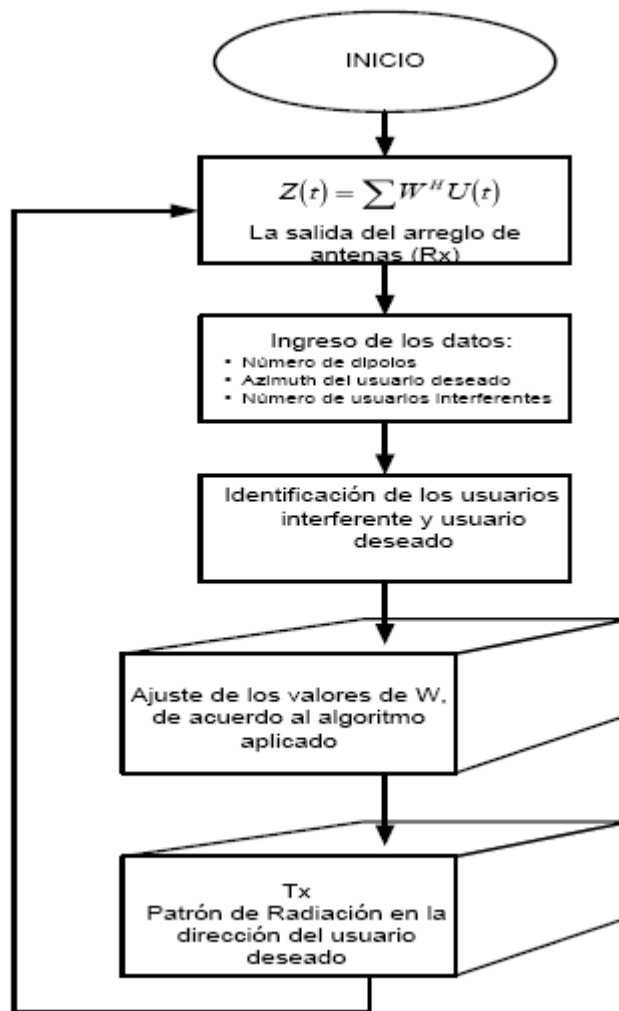 INICIO
Z(t) = ∑ W^H U(t)
La salida del arreglo de
antenas (Rx)
Ingreso de los datos:
• Número de dipolos
• Azimuth del usuario deseado
• Número de usuarios interferentes
Identificación de los usuarios
interferente y usuario
deseado
Ajuste de los valores de W,
de acuerdo al algoritmo
aplicado
Tx
Patrón de Radiación en la
dirección del usuario
deseado